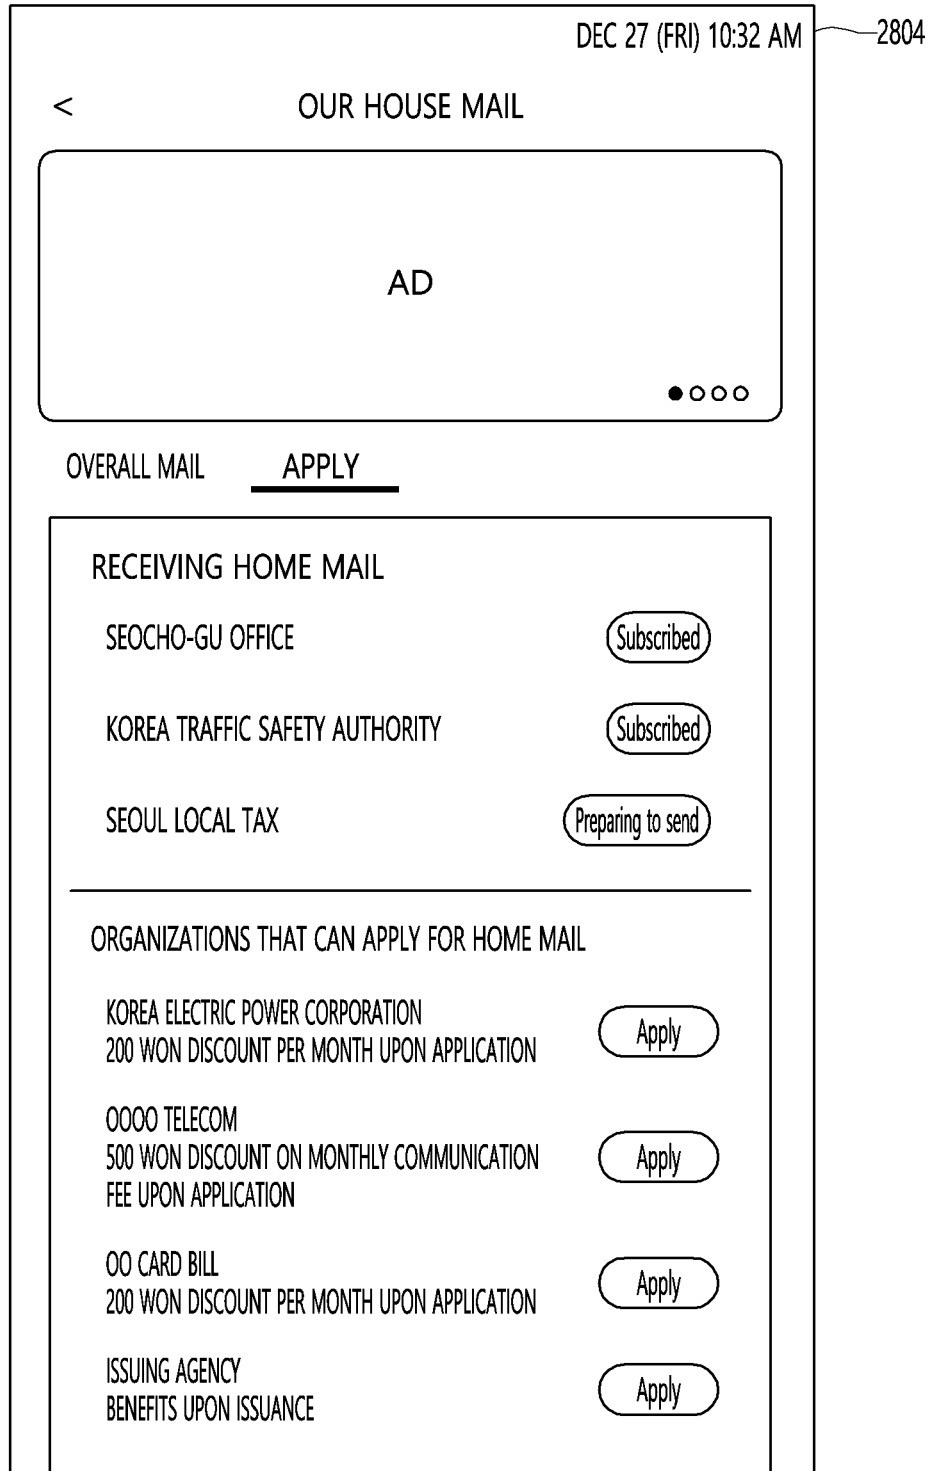 DEC 27 (FRI) 10:32 AM
2804
< OUR HOUSE MAIL
AD
OVERALL MAIL APPLY
RECEIVING HOME MAIL
SEOCHO-GU OFFICE Subscribed
KOREA TRAFFIC SAFETY AUTHORITY Subscribed
SEOUL LOCAL TAX Preparing to send
ORGANIZATIONS THAT CAN APPLY FOR HOME MAIL
KOREA ELECTRIC POWER CORPORATION
200 WON DISCOUNT PER MONTH UPON APPLICATION
Apply
OOOO TELECOM
500 WON DISCOUNT ON MONTHLY COMMUNICATION
FEE UPON APPLICATION
Apply
OO CARD BILL
200 WON DISCOUNT PER MONTH UPON APPLICATION
Apply
ISSUING AGENCY
BENEFITS UPON ISSUANCE
Apply